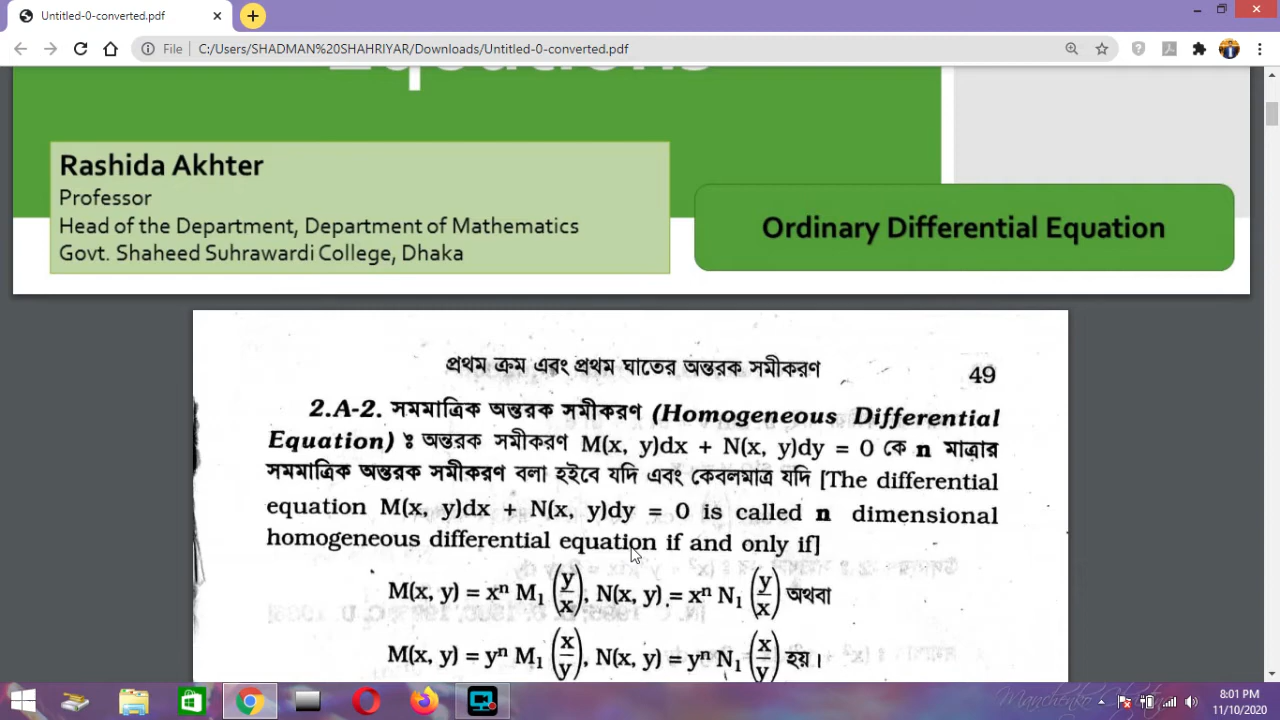 Untitled-0-converted.pdf
File C:/Users/SHADMAN%20SHAHRIYAR/Downloads/Untitled-0-converted.pdf
Equations
Rashida Akhter
Professor
Head of the Department, Department of Mathematics
Govt. Shaheed Suhrawardi College, Dhaka
Ordinary Differential Equation
প্রথম ক্রম এবং প্রথম ঘাতের অন্তরক সমীকরণ 49
2.A-2. সমমাত্রিক অন্তরক সমীকরণ (Homogeneous Differential
Equation) ঃ অন্তরক সমীকরণ M(x, y)dx + N(x, y)dy = 0 কে n মাত্রার
সমমাত্রিক অন্তরক সমীকরণ বলা হইবে যদি এবং কেবলমাত্র যদি [The differential
equation M(x, y)dx + N(x, y)dy = 0 is called n dimensional
homogeneous differential equation if and only if]
M(x, y) = xⁿ M₁ (y/x), N(x, y) = xⁿ N₁ (y/x) অথবা
M(x, y) = yⁿ M₁ (x/y), N(x, y) = yⁿ N₁ (x/y) হয়।
8:01 PM
11/10/2020